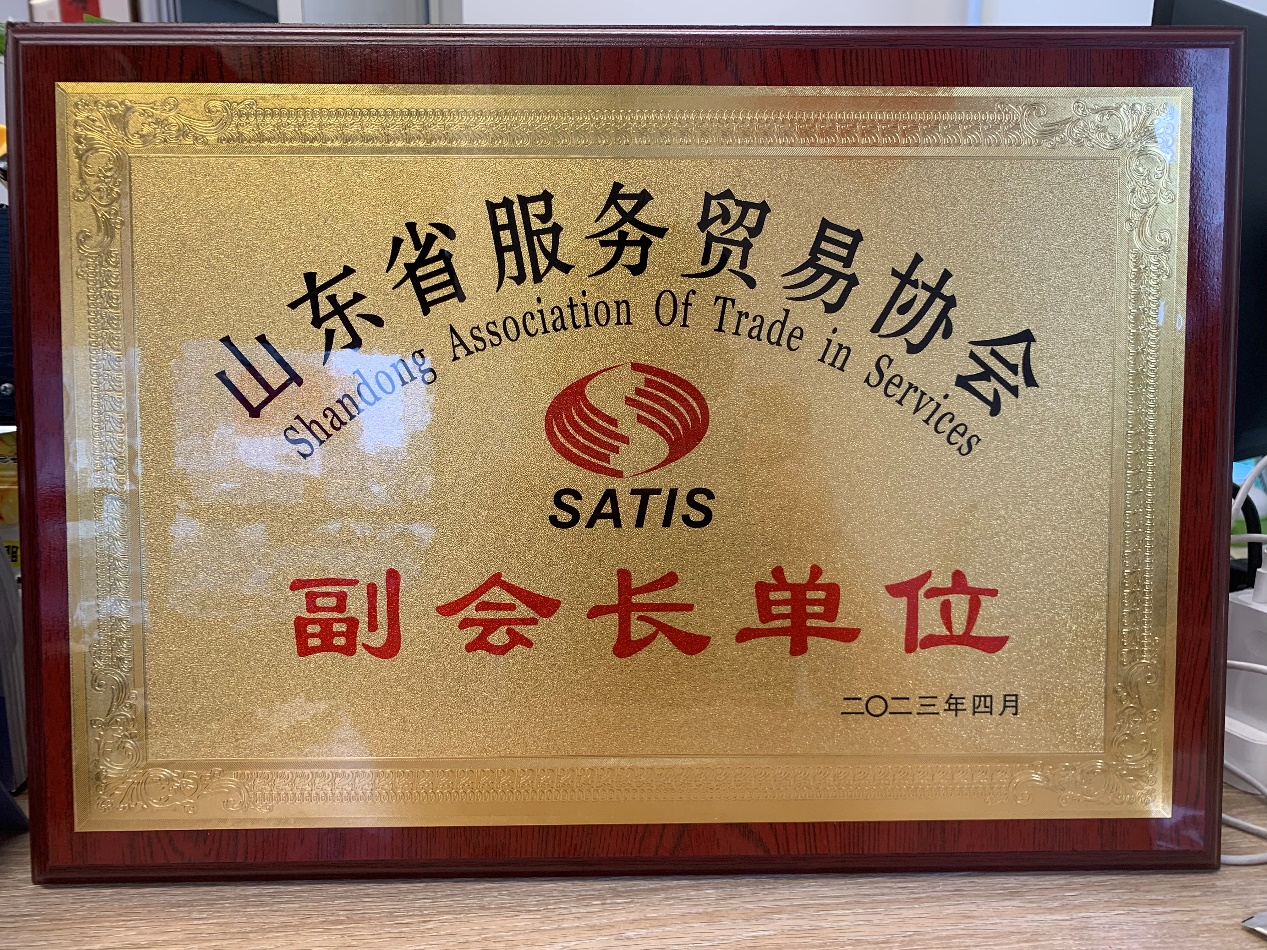 山东省服务贸易协会
Shandong Association Of Trade in Services
SATIS
副会长单位
二〇二三年四月